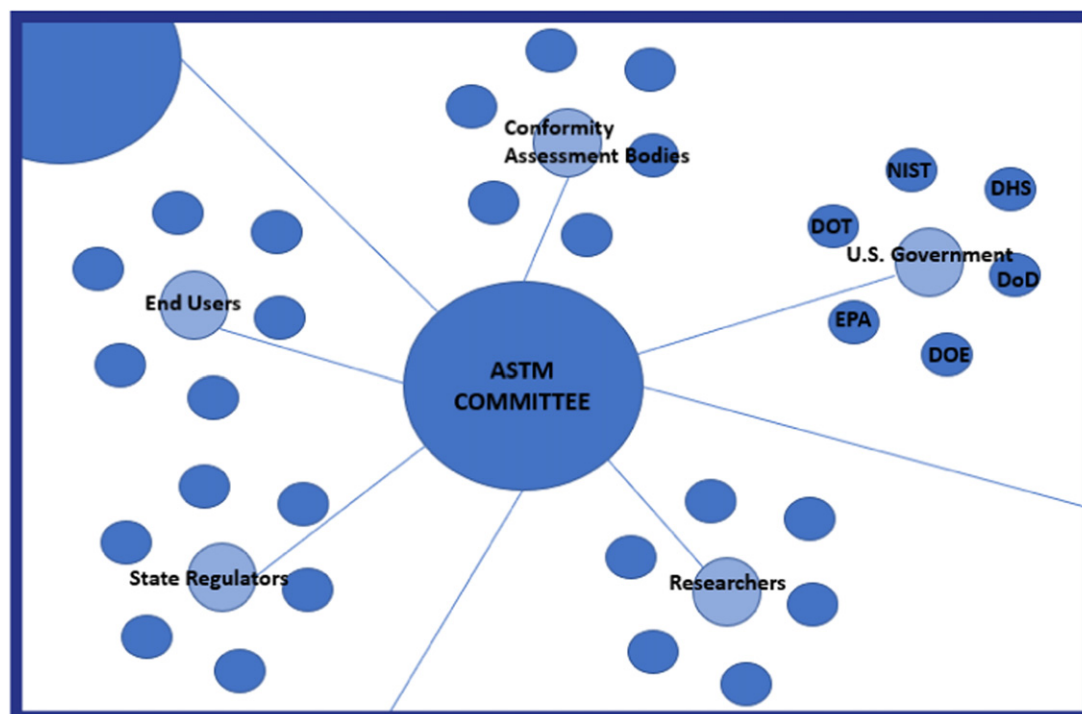 Conformity
Assessment Bodies
NIST
DHS
DOT
U.S. Government
DoD
EPA
DOE
End Users
ASTM
COMMITTEE
State Regulators
Researchers